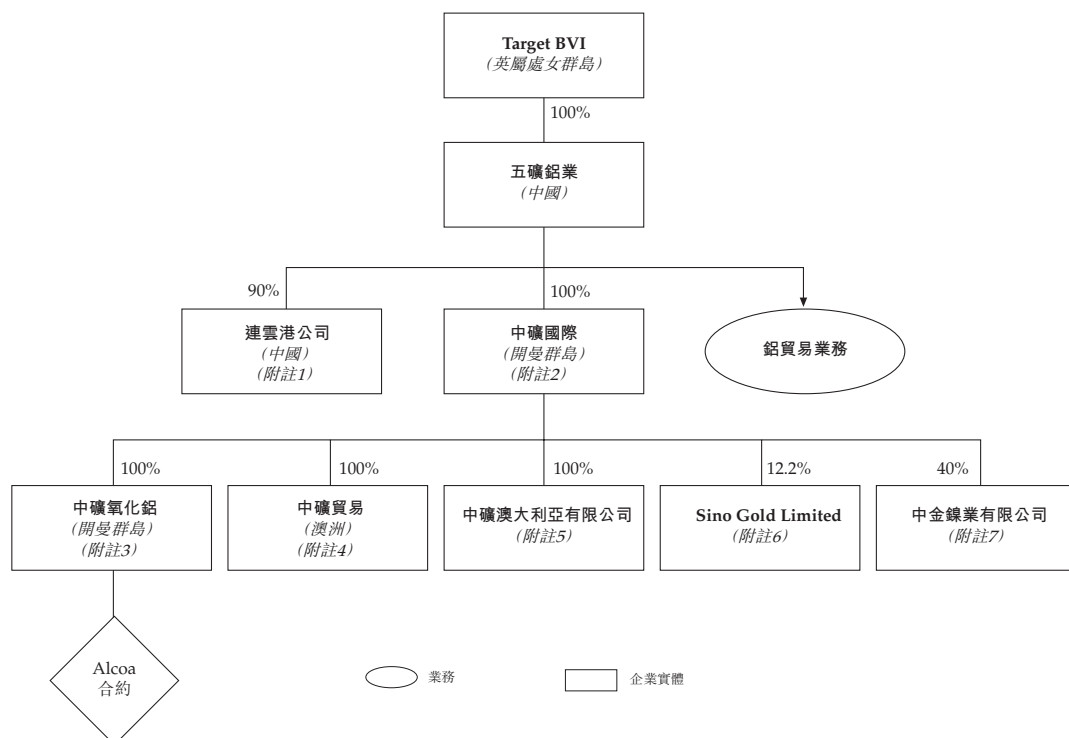 Target BVI
(英屬處女群島)
100%
五礦鋁業
(中國)
90%
100%
連雲港公司
(中國)
(附註1)
中礦國際
(開曼群島)
(附註2)
鋁貿易業務
100%
100%
100%
12.2%
40%
中礦氧化鋁
(開曼群島)
(附註3)
中礦貿易
(澳洲)
(附註4)
中礦澳大利亞有限公司
(附註5)
Sino Gold Limited
(附註6)
中金鎳業有限公司
(附註7)
Alcoa
合約
業務
企業實體